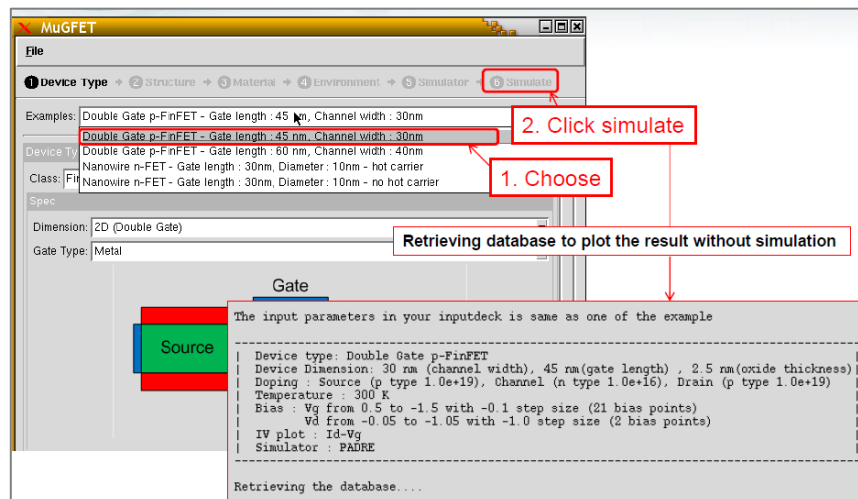 MuGFET
File
1 Device Type → 2 Structure → 3 Material → 4 Environment → 5 Simulator → 6 Simulate
Examples: Double Gate p-FinFET - Gate length : 45 nm, Channel width : 30nm
Double Gate p-FinFET - Gate length : 45 nm, Channel width : 30nm
Double Gate p-FinFET - Gate length : 60 nm, Channel width : 40nm
Nanowire n-FET - Gate length : 30nm, Diameter : 10nm - hot carrier
Nanowire n-FET - Gate length : 30nm, Diameter : 10nm - no hot carrier
2. Click simulate
1. Choose
Device Ty
Class: Fi
Spec
Dimension: 2D (Double Gate)
Gate Type: Metal
Retrieving database to plot the result without simulation
Gate
Source
The input parameters in your inputdeck is same as one of the example
Device type: Double Gate p-FinFET
Device Dimension: 30 nm (channel width), 45 nm(gate length) , 2.5 nm(oxide thickness)
Doping : Source (p type 1.0e+19), Channel (n type 1.0e+16), Drain (p type 1.0e+19)
Temperature : 300 K
Bias : Vg from 0.5 to -1.5 with -0.1 step size (21 bias points)
Vd from -0.05 to -1.05 with -1.0 step size (2 bias points)
IV plot : Id-Vg
Simulator : PADRE
Retrieving the database....